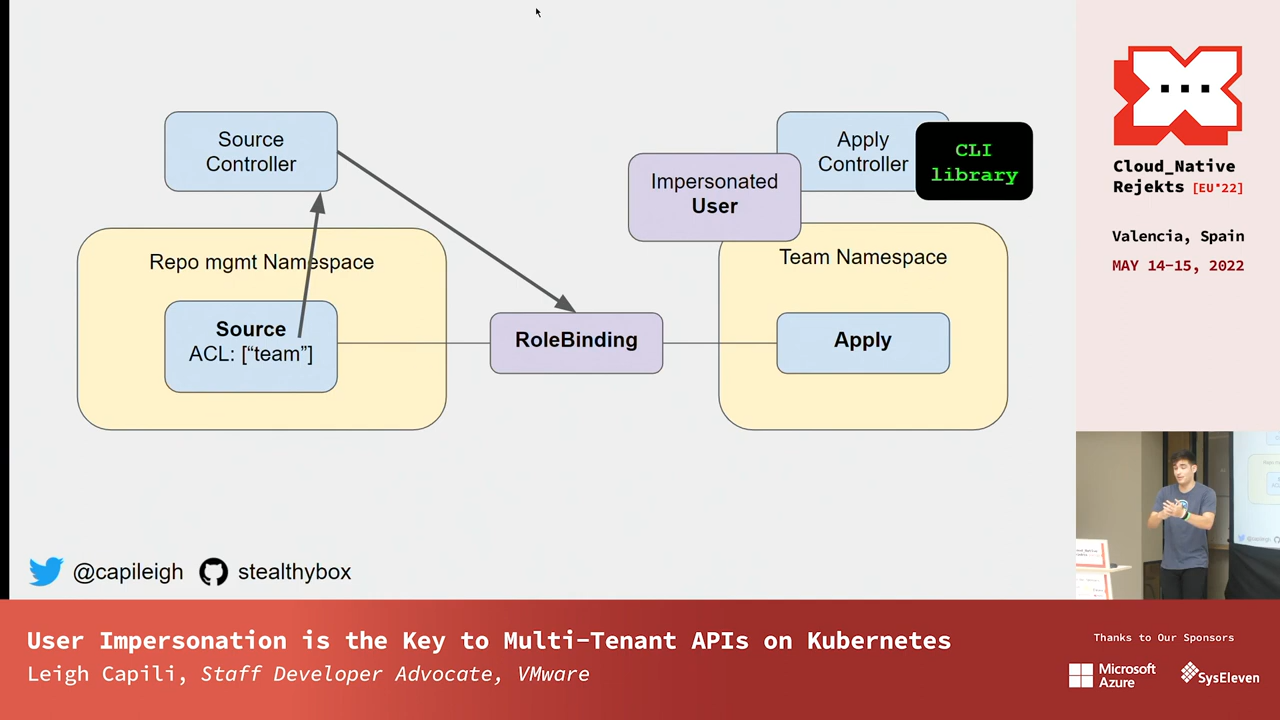 Source
Controller
Apply
Controller
CLI
library
Impersonated
User
Repo mgmt Namespace
Team Namespace
Source
ACL: [“team”]
RoleBinding
Apply
@capileigh
stealthybox
Cloud_Native
Rejekts [EU*22]
Valencia, Spain
MAY 14-15, 2022
User Impersonation is the Key to Multi-Tenant APIs on Kubernetes
Leigh Capili, Staff Developer Advocate, VMware
Thanks to Our Sponsors
Microsoft
Azure
SysEleven